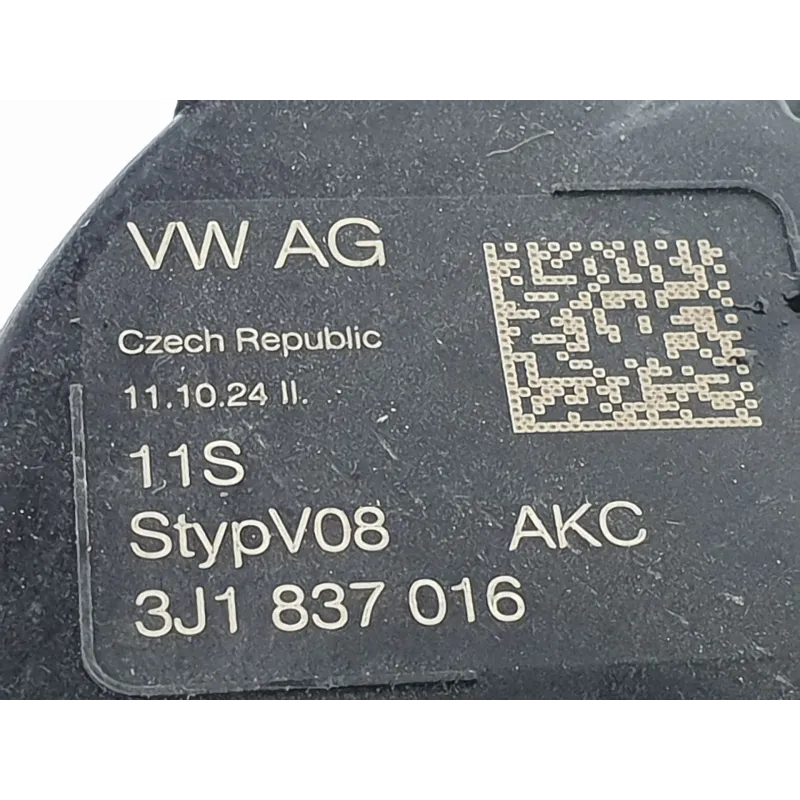 VW AG
Czech Republic
11.10.24 II.
11S
StypV08 AKC
3J1 837 016